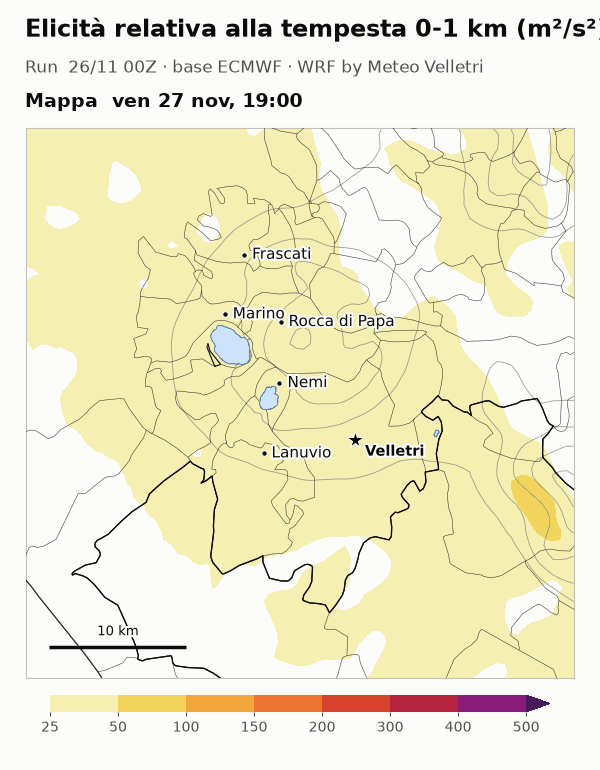 Elicità relativa alla tempesta 0-1 km (m²/s²)
Run  26/11 00Z · base ECMWF · WRF by Meteo Velletri
Mappa  ven 27 nov, 19:00
Frascati
Marino
Rocca di Papa
Nemi
Velletri
Lanuvio
10 km
25 50 100 150 200 300 400 500